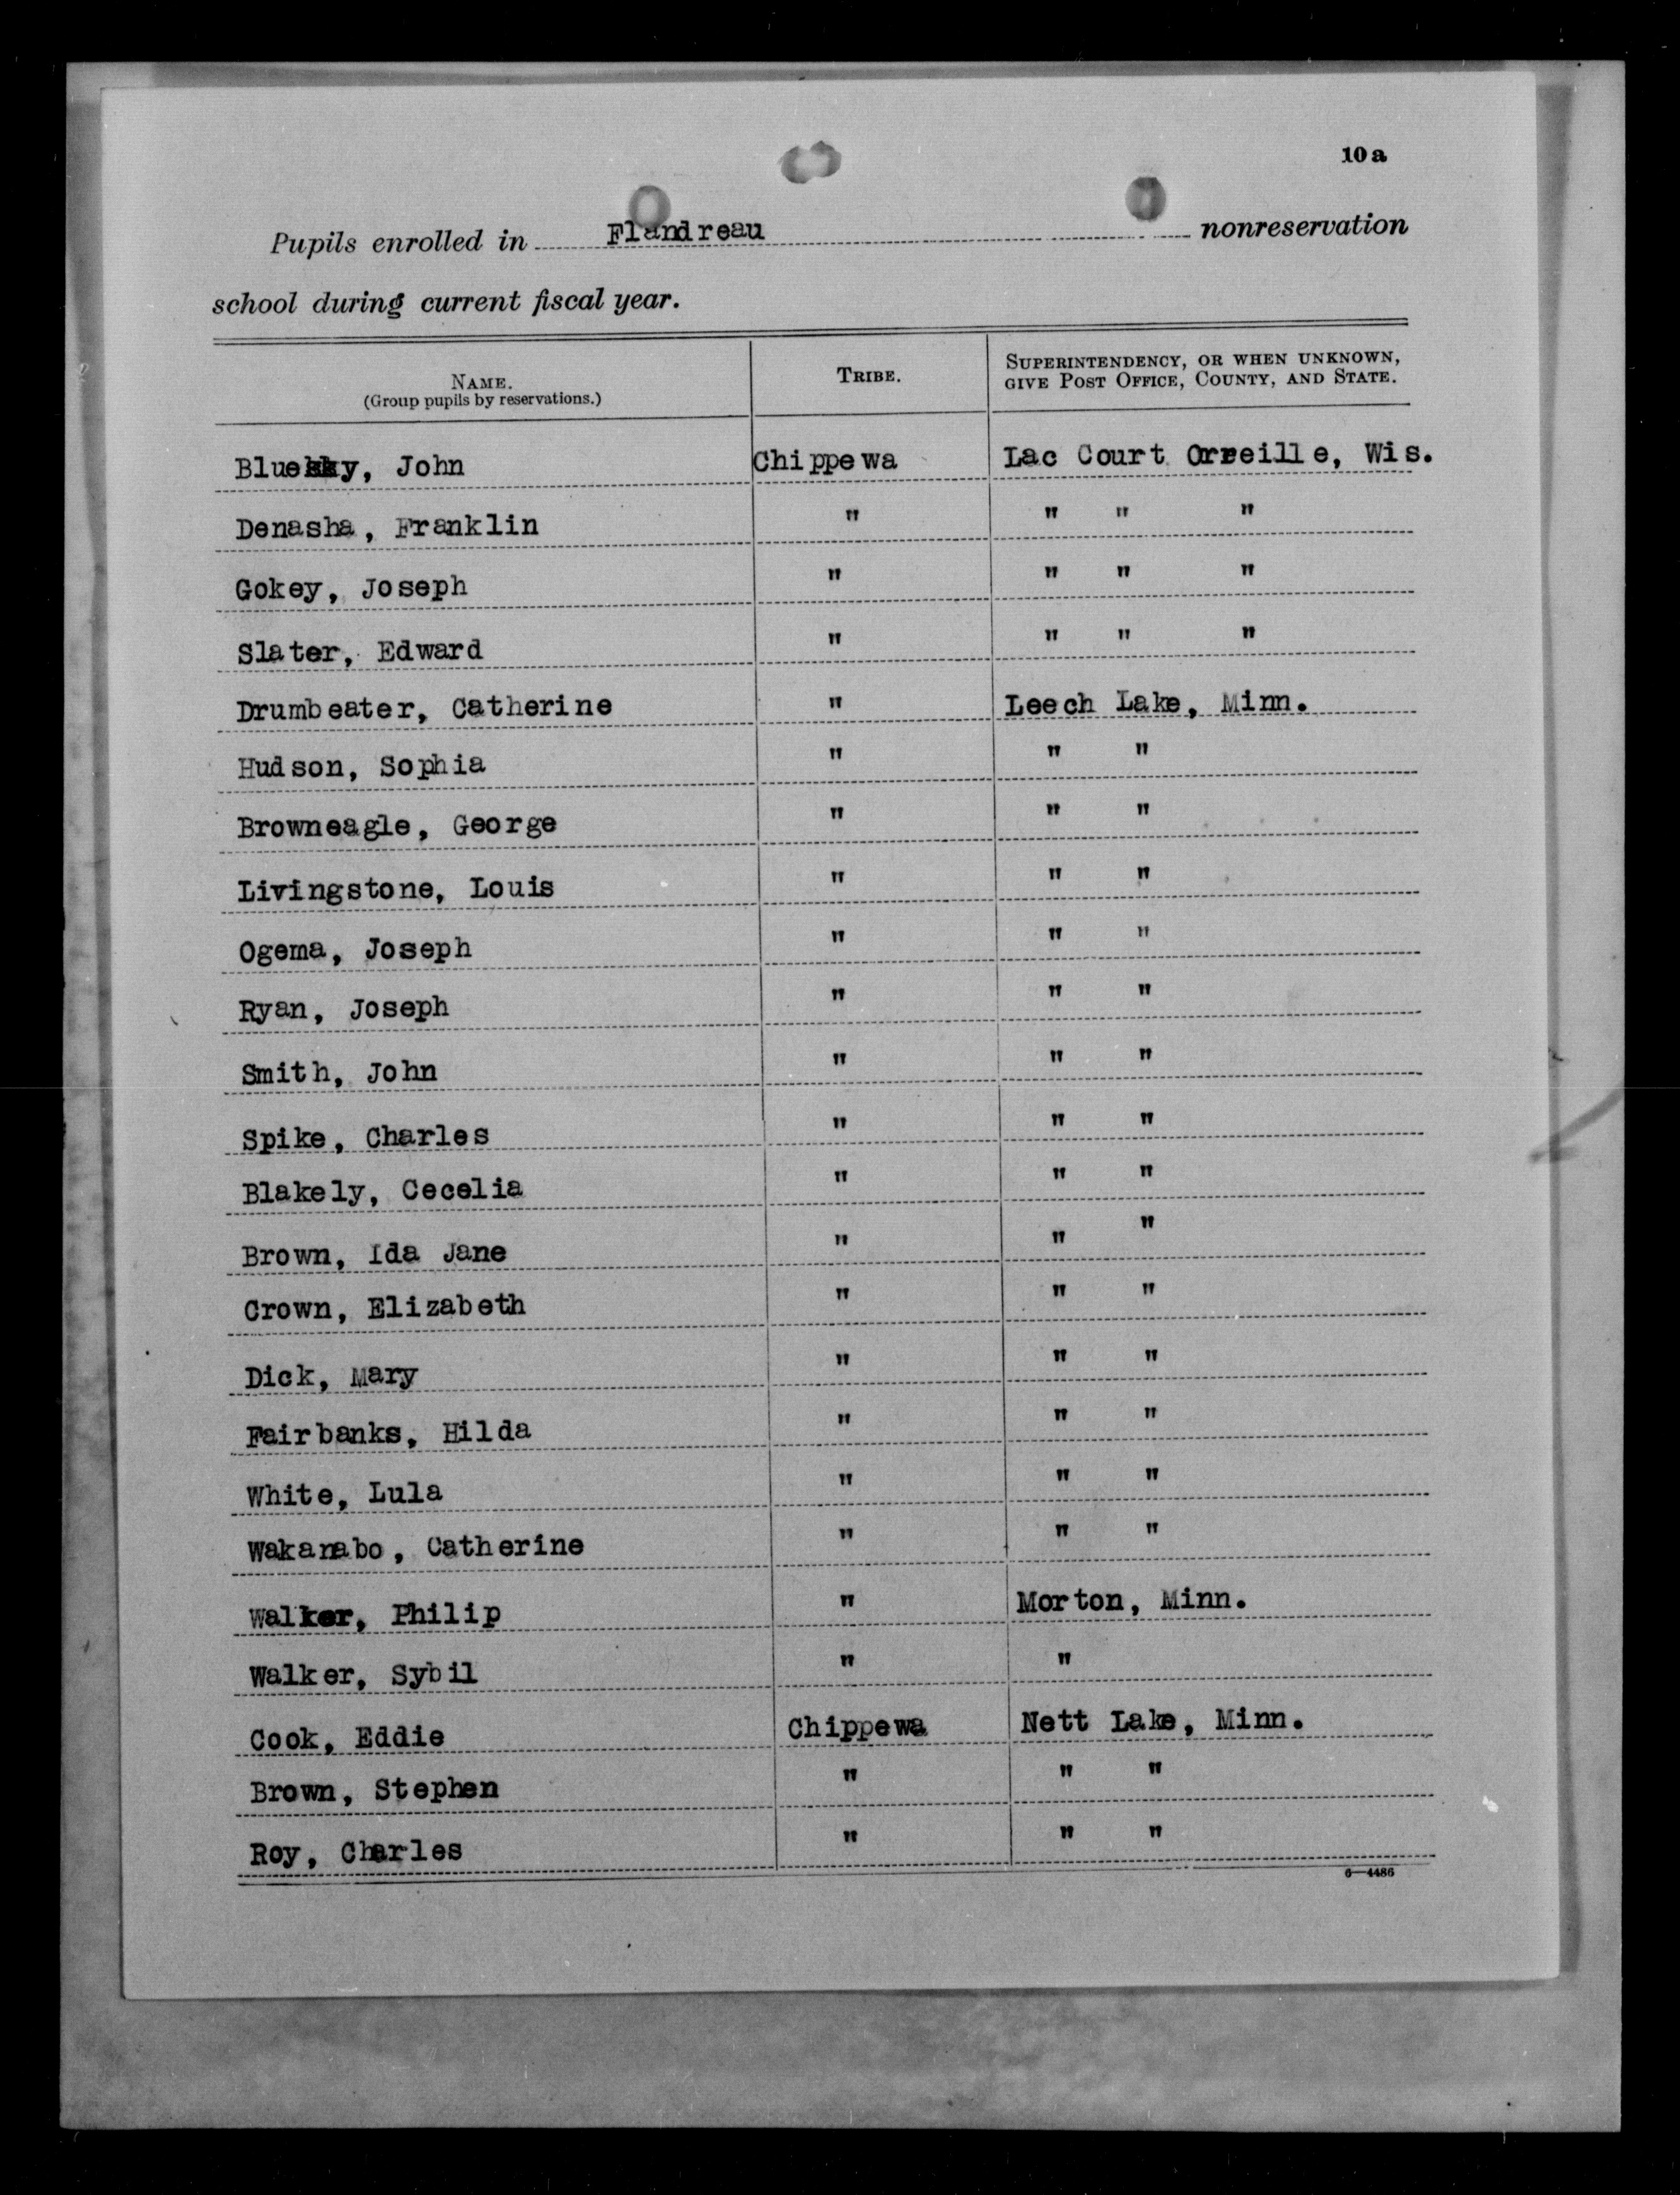 10 a
Pupils enrolled in Flandreau nonreservation
school during current fiscal year.
NAME. TRIBE. SUPERINTENDENCY, OR WHEN UNKNOWN,
(Group pupils by reservations.) GIVE POST OFFICE, COUNTY, AND STATE.
Bluesky, John Chippewa Lac Court Orreille, Wis.
Denasha, Franklin " " " "
Gokey, Joseph " " " "
Slater, Edward " " " "
Drumbeater, Catherine " Leech Lake, Minn.
Hudson, Sophia " " "
Browneagle, George " " "
Livingstone, Louis " " "
Ogema, Joseph " " "
Ryan, Joseph " " "
Smith, John " " "
Spike, Charles " " "
Blakely, Cecelia " " "
Brown, Ida Jane " " "
Crown, Elizabeth " " "
Dick, Mary " " "
Fairbanks, Hilda " " "
White, Lula " " "
Catherine " " "
Walker, Philip " Morton, Minn.
Walker, Sybil " "
Cook, Eddie Chippewa Nett Lake, Minn.
Brown, Stephen " " "
Roy, Charles " " "
6—4486